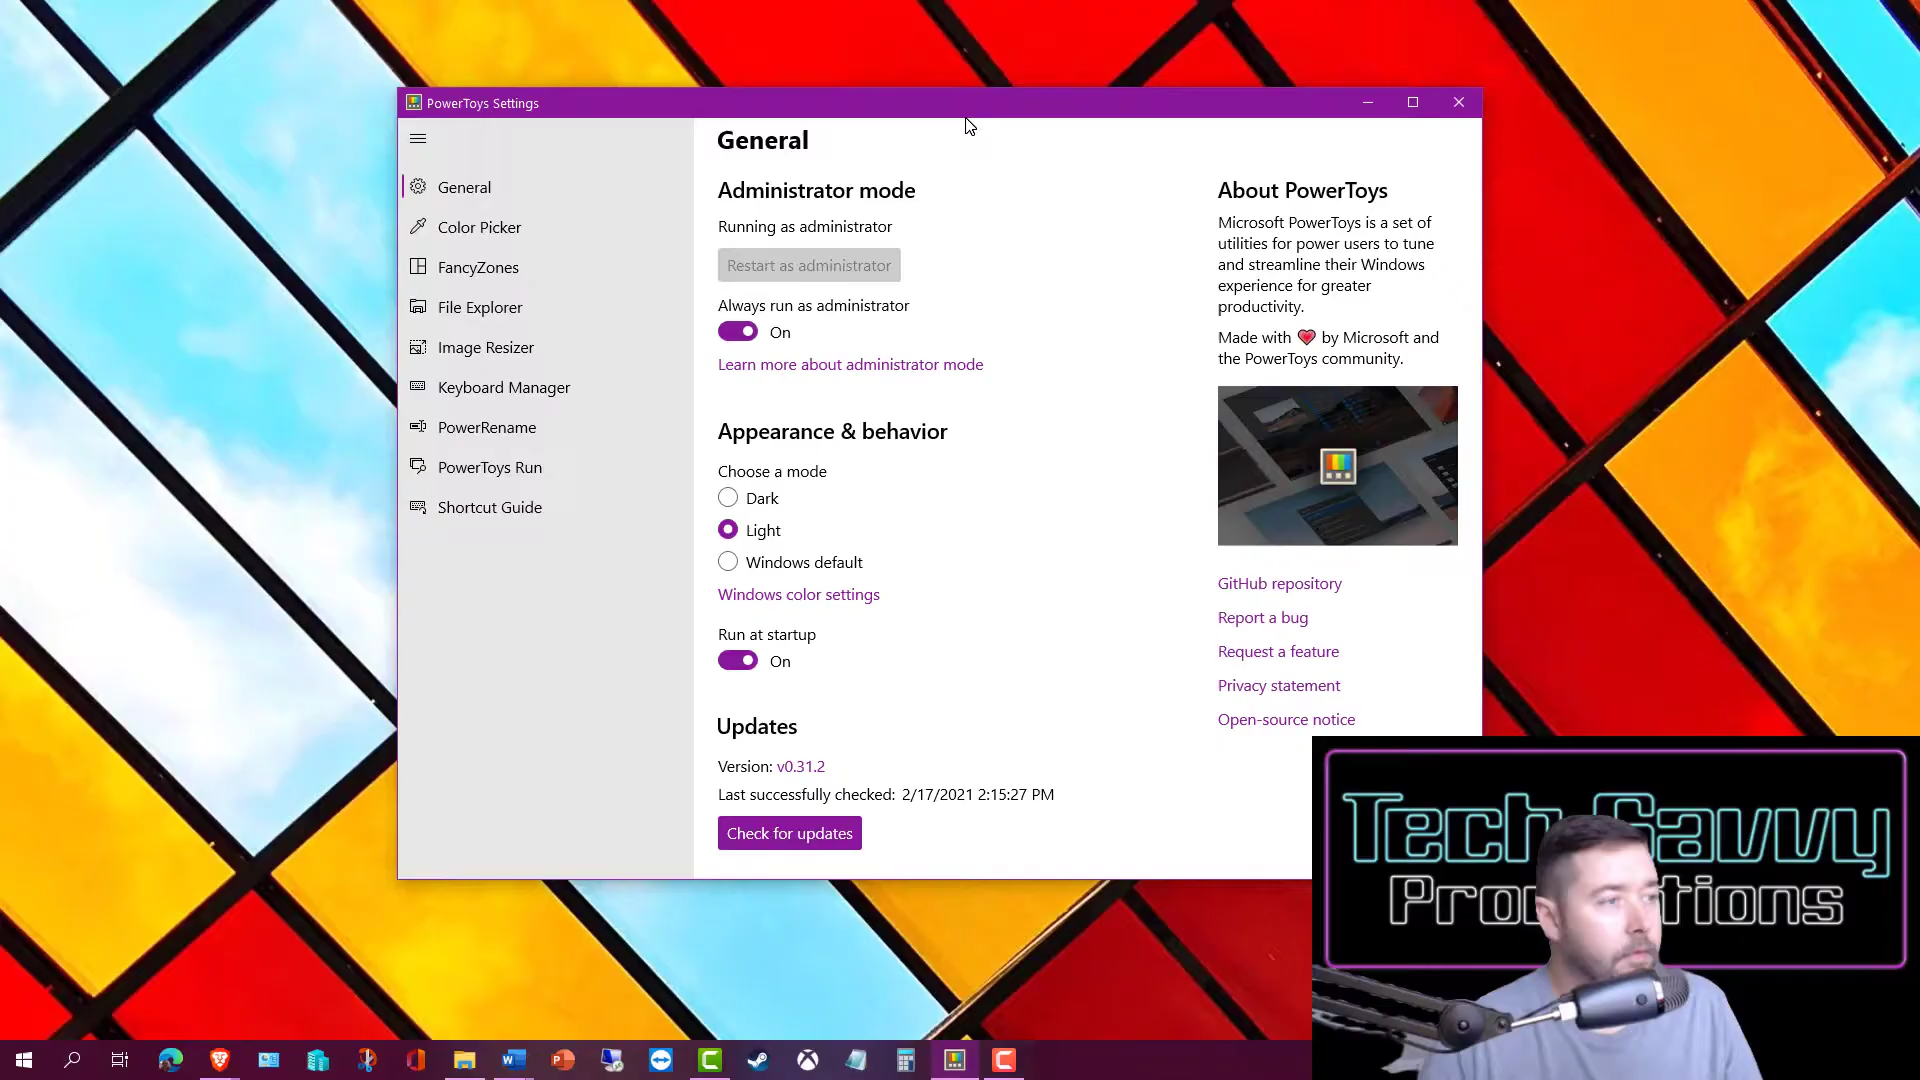 PowerToys Settings
General
Color Picker
FancyZones
File Explorer
Image Resizer
Keyboard Manager
PowerRename
PowerToys Run
Shortcut Guide
General
Administrator mode
Running as administrator
Restart as administrator
Always run as administrator
On
Learn more about administrator mode
Appearance & behavior
Choose a mode
Dark
Light
Windows default
Windows color settings
Run at startup
On
Updates
Version: v0.31.2
Last successfully checked: 2/17/2021 2:15:27 PM
Check for updates
About PowerToys
Microsoft PowerToys is a set of
utilities for power users to tune
and streamline their Windows
experience for greater
productivity.
Made with ❤ by Microsoft and
the PowerToys community.
GitHub repository
Report a bug
Request a feature
Privacy statement
Open-source notice
Tech Savvy